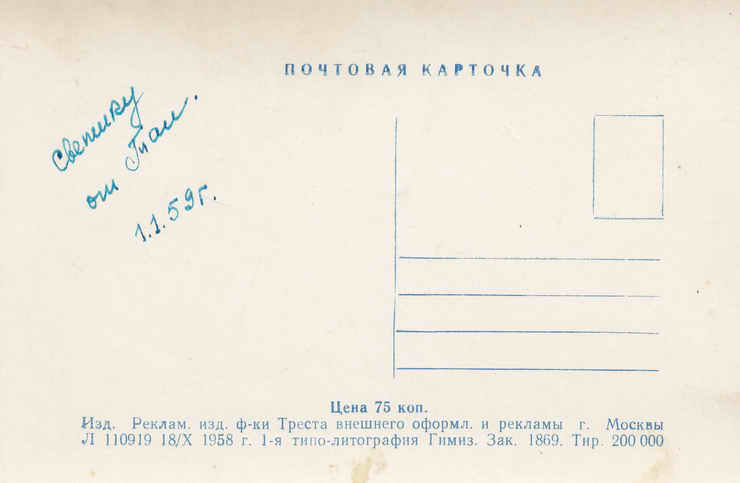 ПОЧТОВАЯ КАРТОЧКА
Светику
от
1.1.59г.
Цена 75 коп.
Изд. Реклам. изд. ф-ки Треста внешнего оформл. и рекламы г. Москвы
Л 110919 18/X 1958 г. 1-я типо-литография Гимиз. Зак. 1869. Тир. 200 000